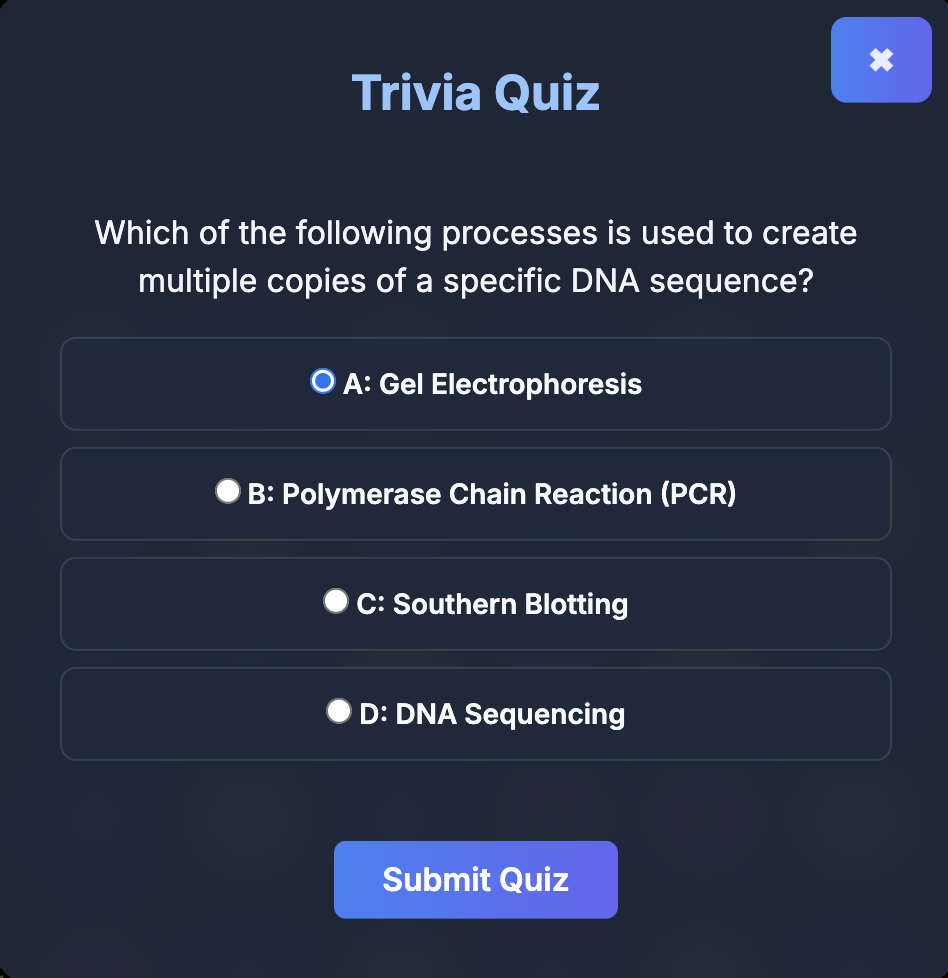 ✖
Trivia Quiz
Which of the following processes is used to create
multiple copies of a specific DNA sequence?
A: Gel Electrophoresis
B: Polymerase Chain Reaction (PCR)
C: Southern Blotting
D: DNA Sequencing
Submit Quiz